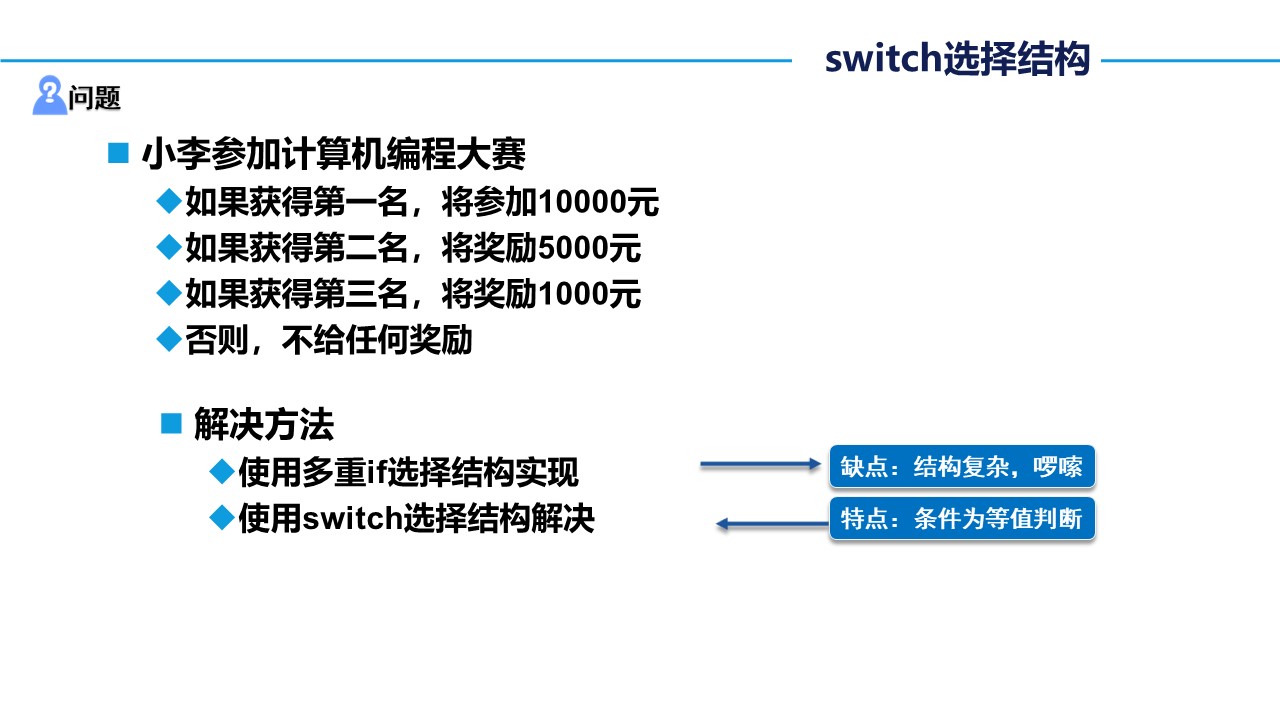 switch选择结构
问题
小李参加计算机编程大赛
如果获得第一名，将参加10000元
如果获得第二名，将奖励5000元
如果获得第三名，将奖励1000元
否则，不给任何奖励
解决方法
使用多重if选择结构实现
缺点：结构复杂，啰嗦
使用switch选择结构解决
特点：条件为等值判断